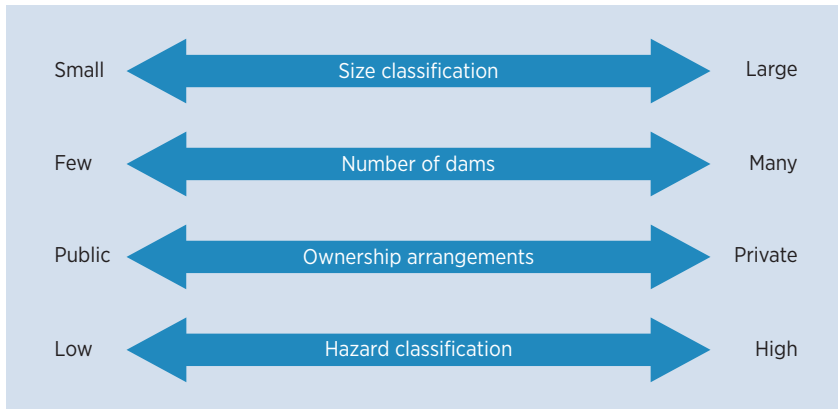 Small Size classification Large
Few Number of dams Many
Public Ownership arrangements Private
Low Hazard classification High